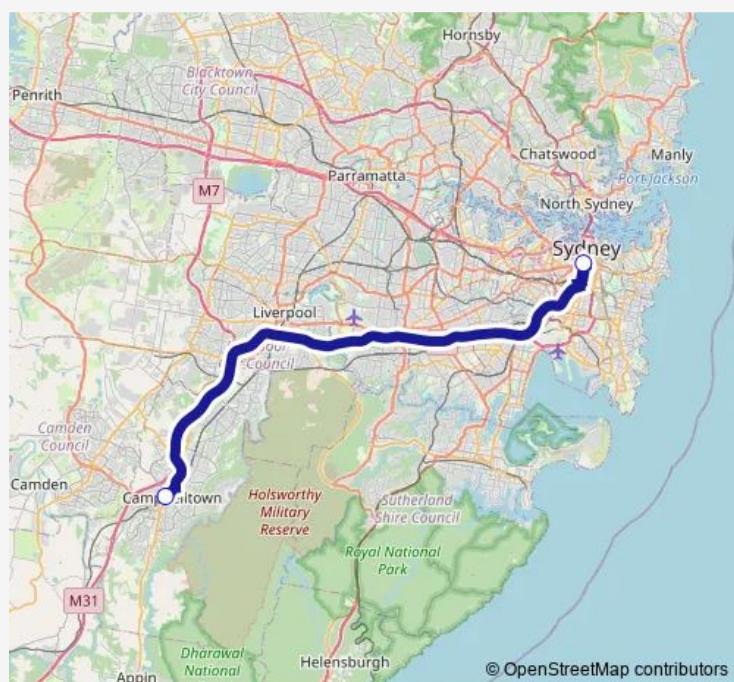 Hornsby
Blacktown
City Council
Penrith
Chatswood
Manly
Parramatta
Port Jackson
M7
North Sydney
Sydney
Liverpool
Council
Camden
Council
Camden
Campbelltown
Holsworthy
Military
Reserve
Sutherland
Shire Council
Royal National
Park
M31
Dharawal
National
Appin
Helensburgh
© OpenStreetMap contributors